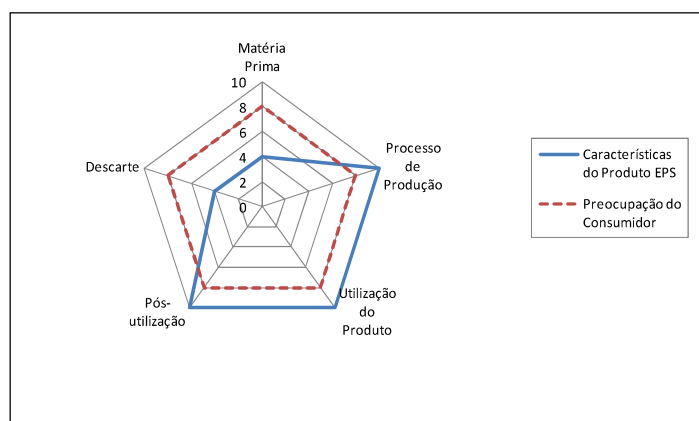 Matéria
Prima
10
8
6
4
2
0
Processo
de
Produção
Utilização
do
Produto
Pós-
utilização
Descarte
Características
do Produto EPS
Preocupação do
Consumidor